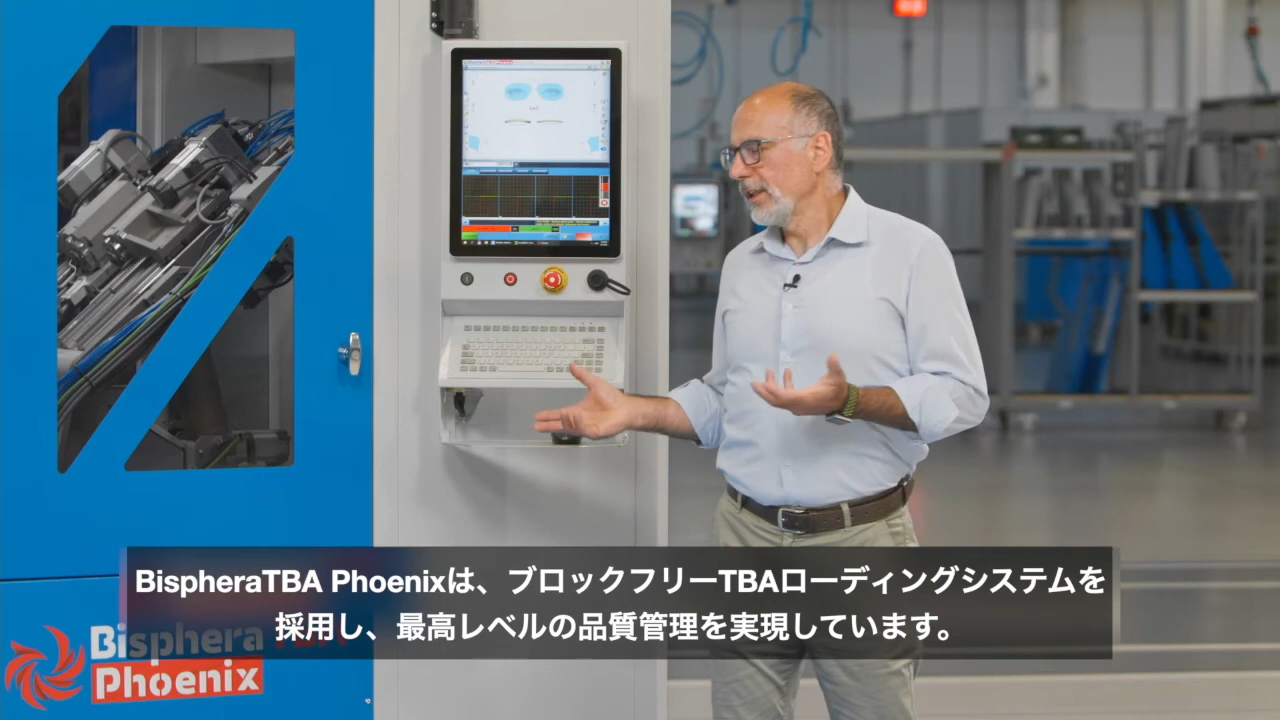 BispheraTBA Phoenixは、ブロックフリーTBAローディングシステムを
採用し、最高レベルの品質管理を実現しています。
Bisphera TBA
Phoenix